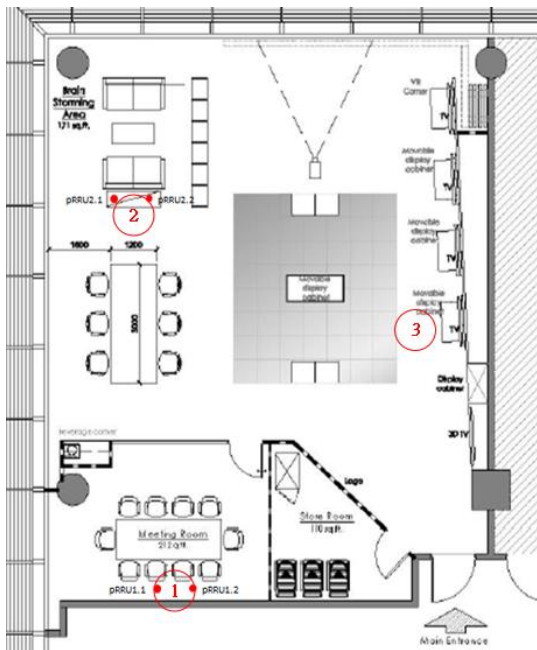 VR
Corner
TV
Brain
Storming
Area
171 sq.ft.
Movable
display
cabinet
TV
pRRU2.1
pRRU2.2
2
1600
1200
Movable
display
cabinet
TV
3000
Movable
display
cabinet
Movable
display
cabinet
TV
3
Display
cabinet
3D TV
Beverage corner
Logo
Meeting Room
212 sq.ft.
Store Room
110 sq.ft.
pRRU1.1
1
pRRU1.2
Main Entrance